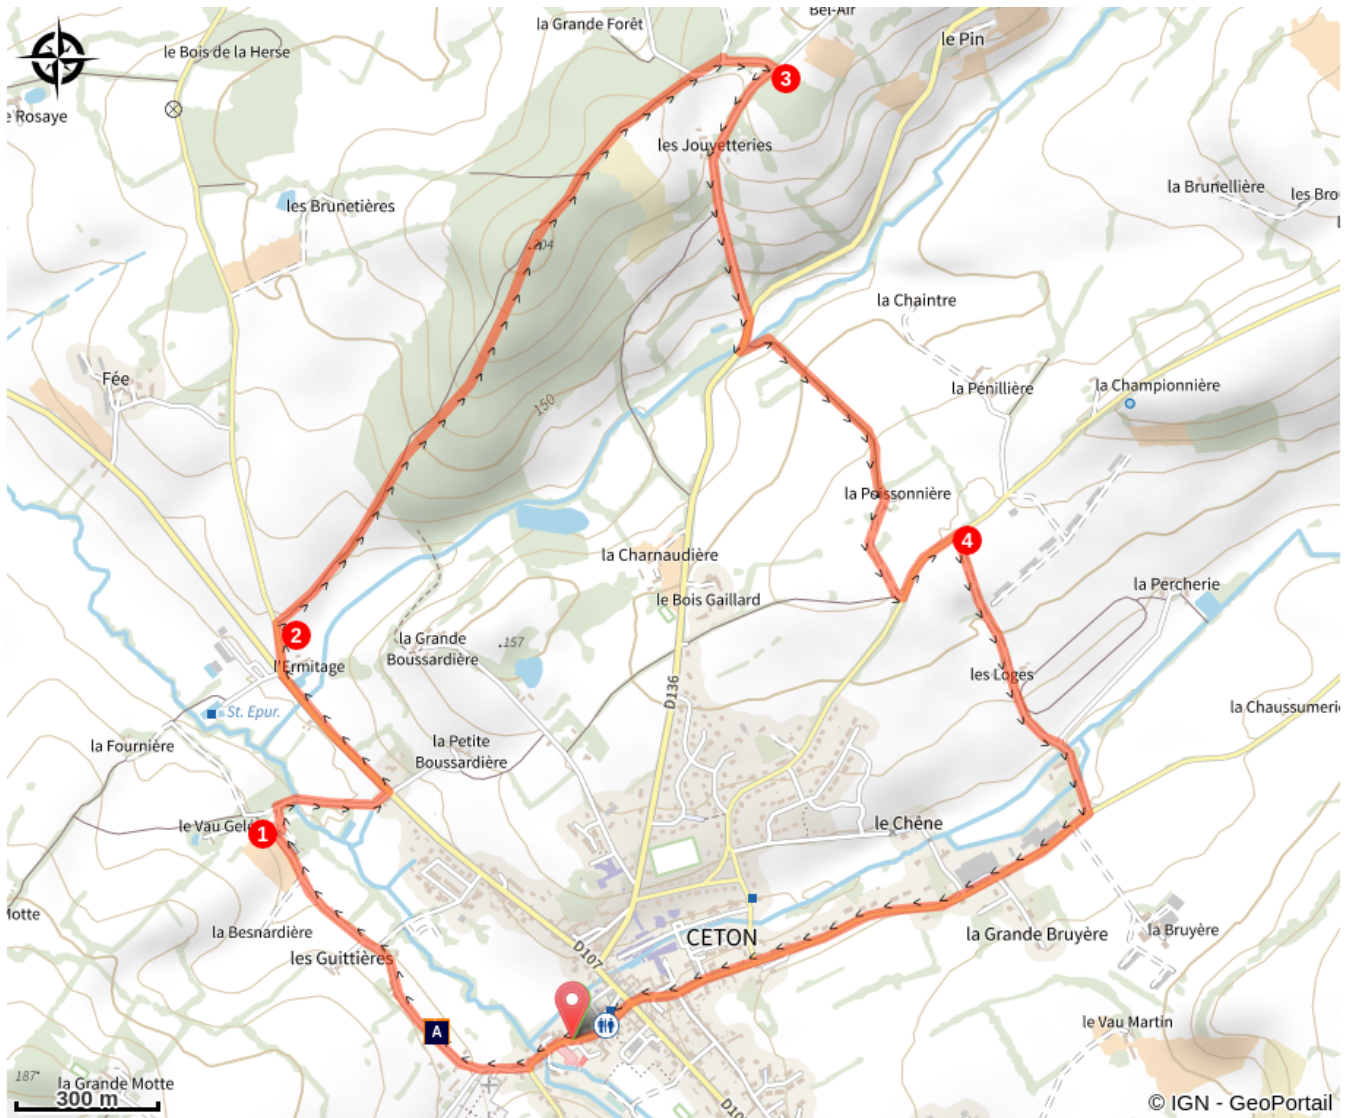 Bel-Air
la Grande Forêt
le Pin
le Bois de la Herse
3
Rosaye
les Jouvetteries
la Brunellière
les Bro
les Brunetières
.204
la Chaintre
Fée
la Pénillière
la Championnière
150
la Poissonnière
4
la Charnaudière
la Percherie
le Bois Gaillard
2
la Grande
Boussardière
.157
l'Ermitage
les Loges
D136
St. Epur.
la Chaussumeri
la Fournière
la Petite
Boussardière
le Vau Gelé
1
le Chêne
la Besnardière
CETON
la Grande Bruyère
la Bruyère
les Guittières
D107
A
la Vau Martin
187
la Grande Motte
300 m
© IGN - GeoPortail